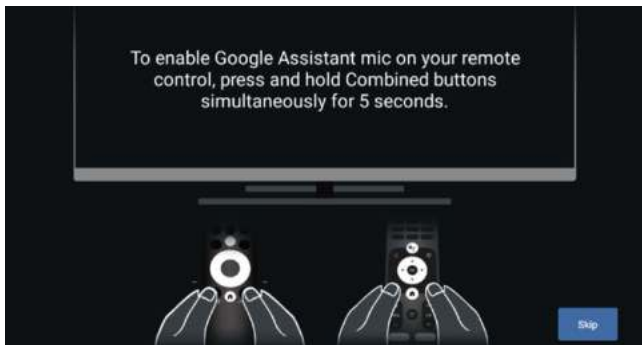 To enable Google Assistant mic on your remote
control, press and hold Combined buttons
simultaneously for 5 seconds.
Skip